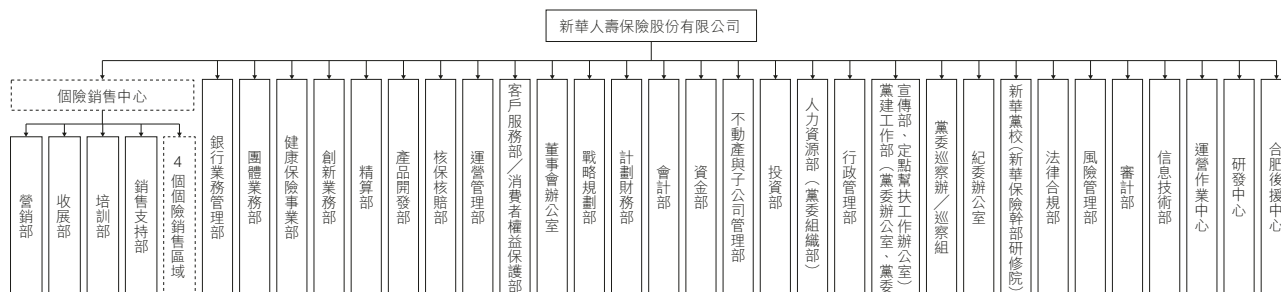 新華人壽保險股份有限公司
個險銷售中心
營銷部
收展部
培訓部
銷售支持部
4個個險銷售區域
銀行業務管理部
團體業務部
健康保險事業部
創新業務部
精算部
產品開發部
核保核賠部
運營管理部
客戶服務部／消費者權益保護部
董事會辦公室
戰略規劃部
計劃財務部
會計部
資金部
不動產與子公司管理部
投資部
人力資源部（黨委組織部）
行政管理部
黨建工作部（黨委辦公室、黨委
宣傳部、定點幫扶工作辦公室）
黨委巡察辦／巡察組
紀委辦公室
新華黨校（新華保險幹部研修院）
法律合規部
風險管理部
審計部
信息技術部
運營作業中心
研發中心
合肥後援中心